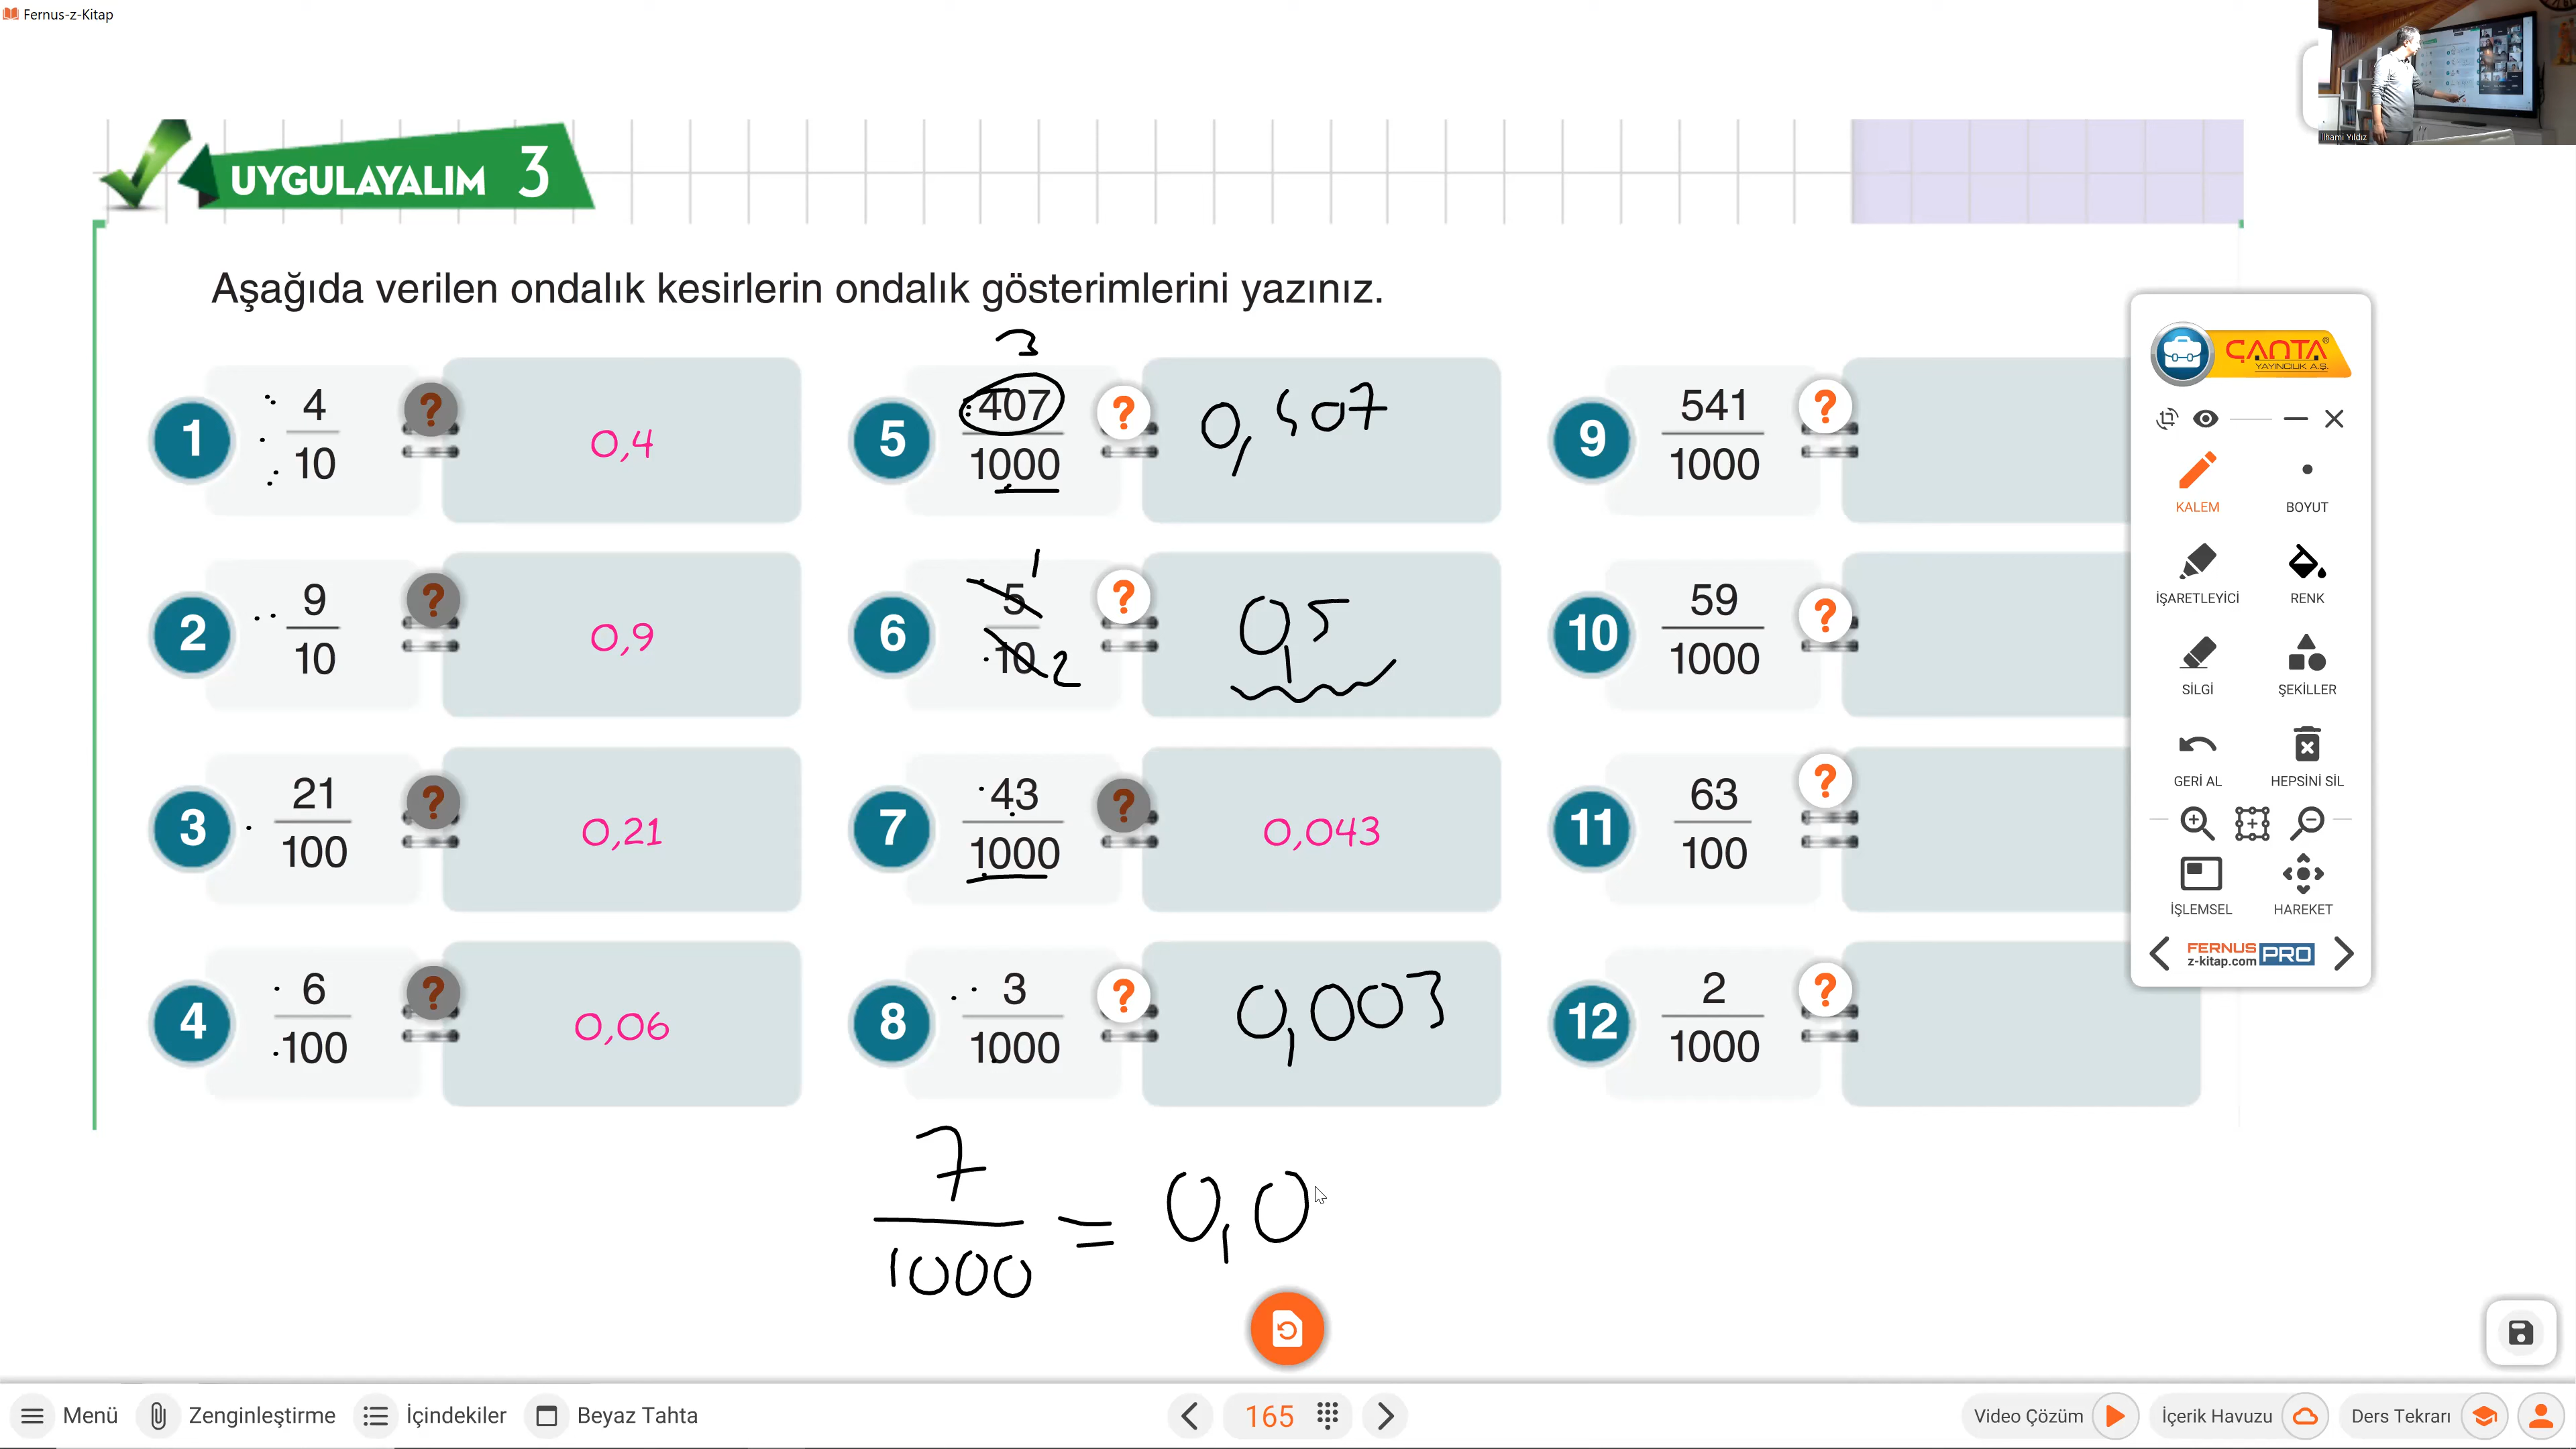 Fernus-z-Kitap
İlhami Yıldız
UYGULAYALIM 3
Aşağıda verilen ondalık kesirlerin ondalık gösterimlerini yazınız.
1 4/10 ? 0,4
2 9/10 ? 0,9
3 21/100 ? 0,21
4 6/100 ? 0,06
3
5 407/1000 ? 0,407
1
6 5/10 ? 0,5
2
7 43/1000 ? 0,043
8 3/1000 ? 0,003
9 541/1000 ?
10 59/1000 ?
11 63/100 ?
12 2/1000 ?
7/1000 = 0,0
ÇANTA
YAYINCILIK A.Ş.
KALEM BOYUT
İŞARETLEYİCİ RENK
SİLGİ ŞEKİLLER
GERİ AL HEPSİNİ SİL
İŞLEMSEL HAREKET
FERNUS PRO
z-kitap.com
Menü Zenginleştirme İçindekiler Beyaz Tahta 165 Video Çözüm İçerik Havuzu Ders Tekrarı